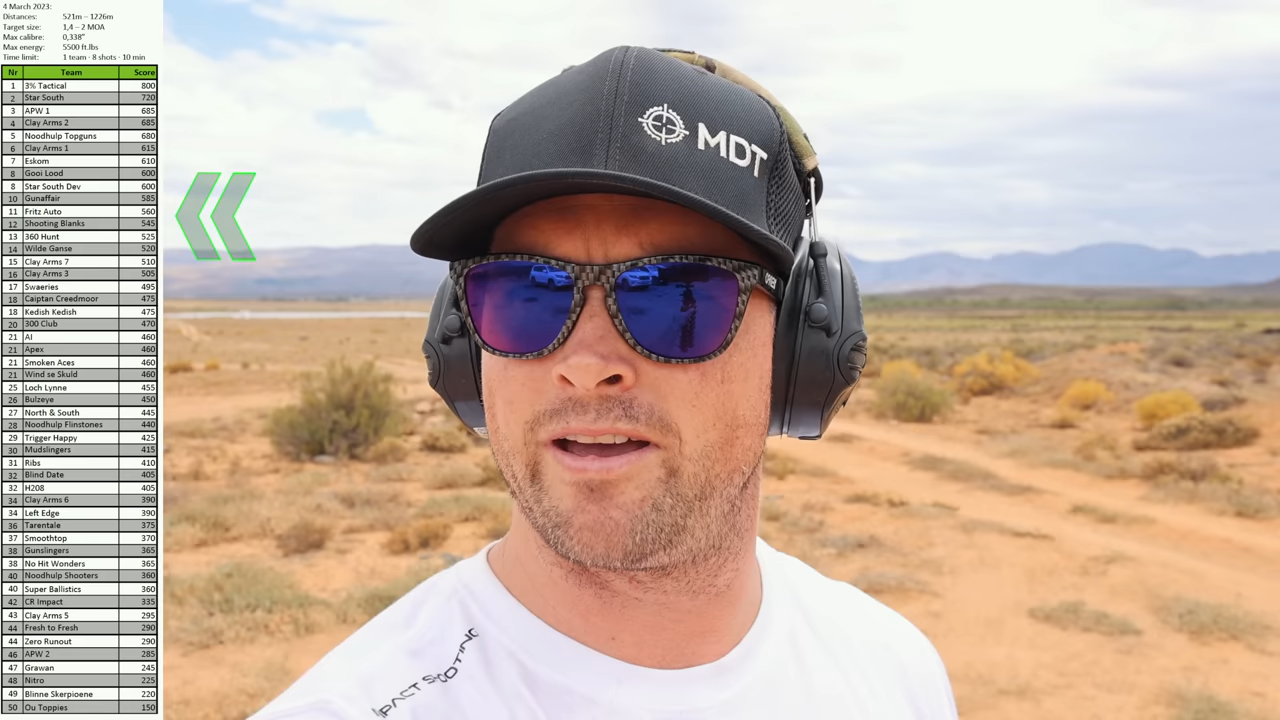 4 March 2023:
Distances: 521m – 1226m
Target size: 1,4 – 2 MOA
Max calibre: 0,338"
Max energy: 5500 ft.lbs
Time limit: 1 team - 8 shots - 10 min
Nr Team Score
1 3% Tactical 800
2 Star South 720
3 APW 1 685
4 Clay Arms 2 685
5 Noodhulp Topguns 680
6 Clay Arms 1 615
7 Eskom 610
8 Gooi Lood 600
8 Star South Dev 600
10 Gunaffair 585
11 Fritz Auto 560
12 Shooting Blanks 545
13 360 Hunt 525
14 Wilde Ganse 520
15 Clay Arms 7 510
16 Clay Arms 3 505
17 Swaeries 495
18 Caiptan Creedmoor 475
18 Kedish Kedish 475
20 300 Club 470
21 AI 460
21 Apex 460
21 Smoken Aces 460
21 Wind se Skuld 460
25 Loch Lynne 455
26 Bulzeye 450
27 North & South 445
28 Noodhulp Flinstones 440
29 Trigger Happy 425
30 Mudslingers 415
31 Ribs 410
32 Blind Date 405
32 H208 405
34 Clay Arms 6 390
34 Left Edge 390
36 Tarentale 375
37 Smoothtop 370
38 Gunslingers 365
38 No Hit Wonders 365
40 Noodhulp Shooters 360
40 Super Ballistics 360
42 CR Impact 335
43 Clay Arms 5 295
44 Fresh to Fresh 290
44 Zero Runout 290
46 APW 2 285
47 Grawan 245
48 Nitro 225
49 Blinne Skerpioene 220
50 Ou Toppies 150
MDT
PACT SHOOTING